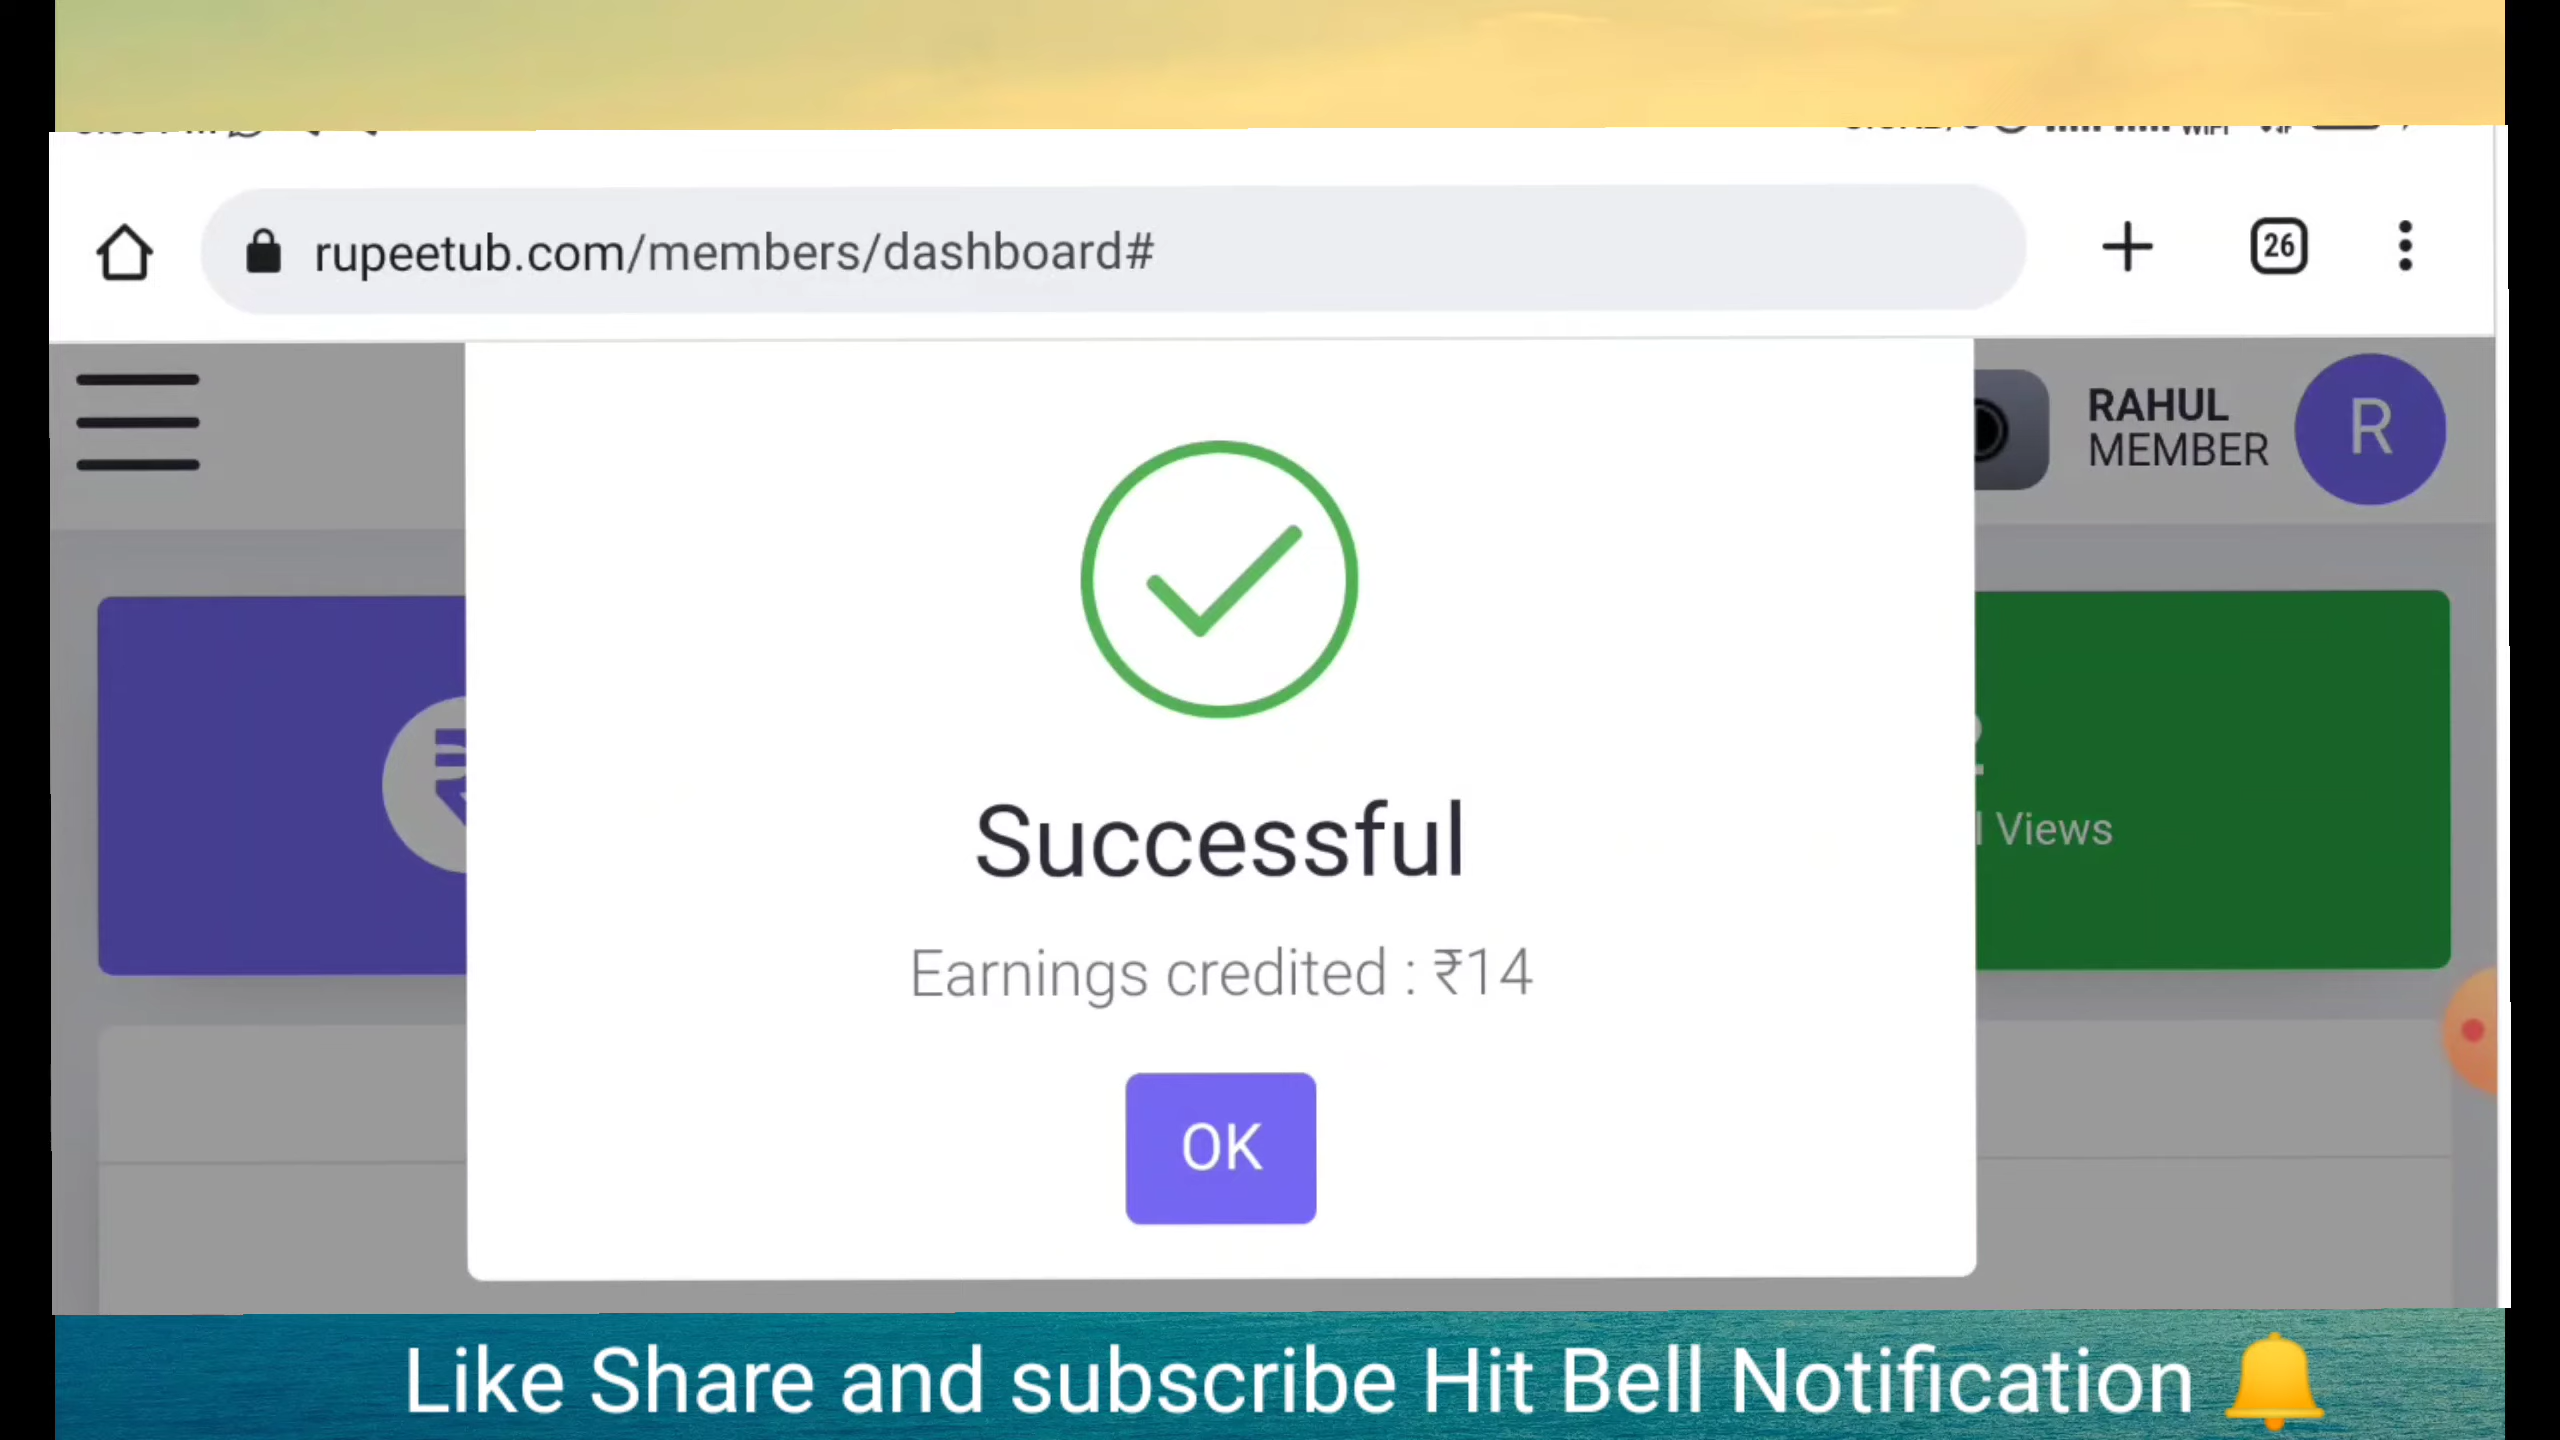 rupeetub.com/members/dashboard#
26
RAHUL
MEMBER
R
Views
Successful
Earnings credited : ₹14
OK
Like Share and subscribe Hit Bell Notification 🔔